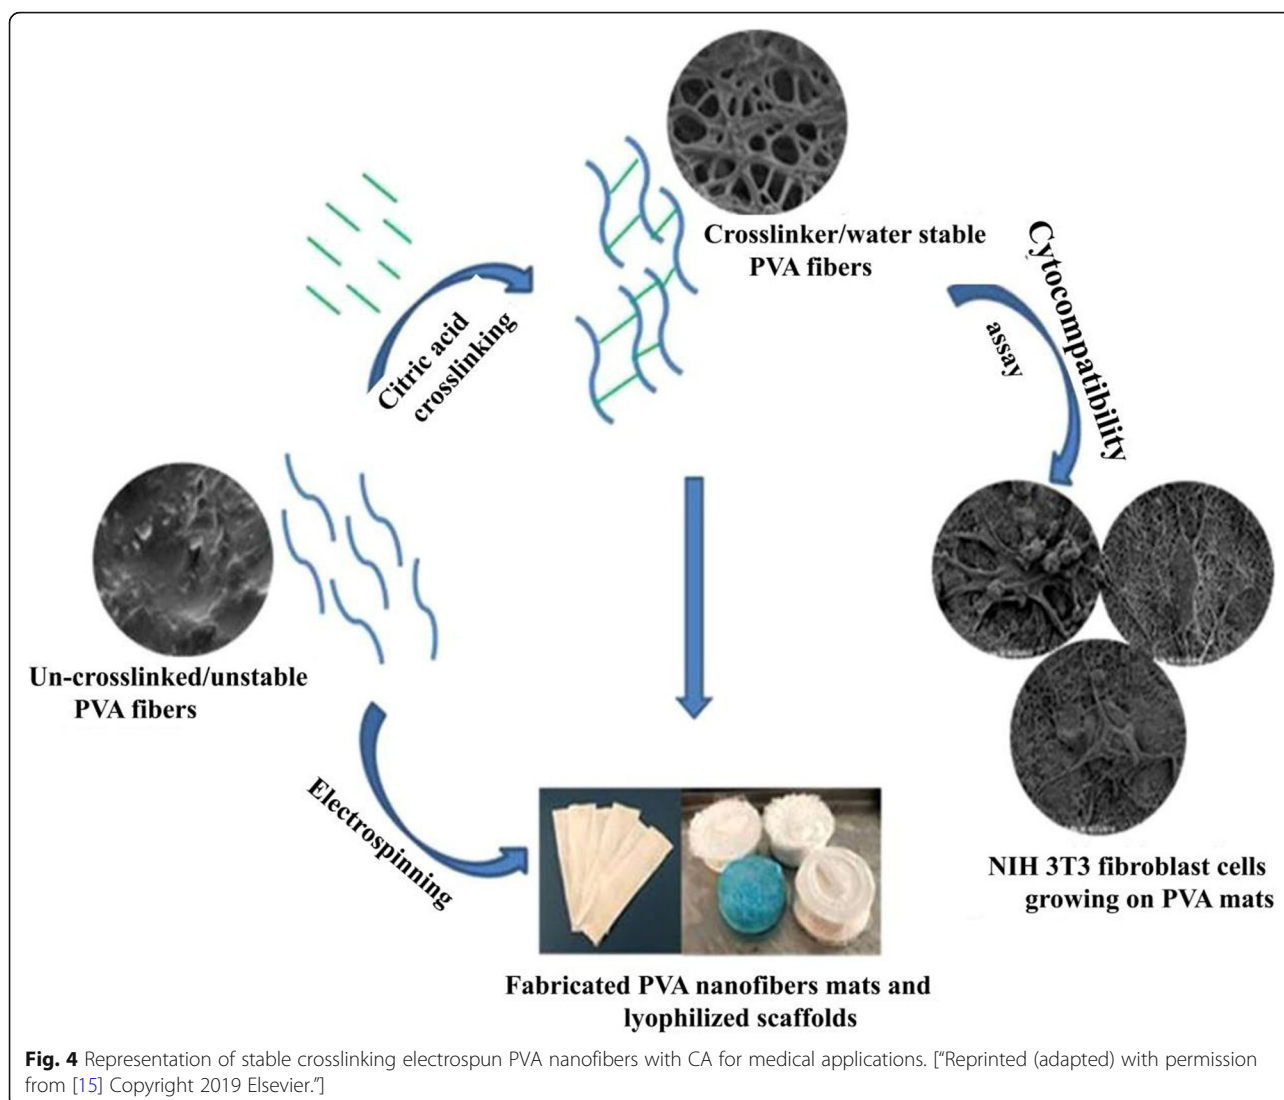 Crosslinker/water stable
PVA fibers
Citric acid
crosslinking
Cytocompatibility
assay
Un-crosslinked/unstable
PVA fibers
Electrospinning
NIH 3T3 fibroblast cells
growing on PVA mats
Fabricated PVA nanofibers mats and
lyophilized scaffolds
Fig. 4 Representation of stable crosslinking electrospun PVA nanofibers with CA for medical applications. [“Reprinted (adapted) with permission
from [15] Copyright 2019 Elsevier.”]